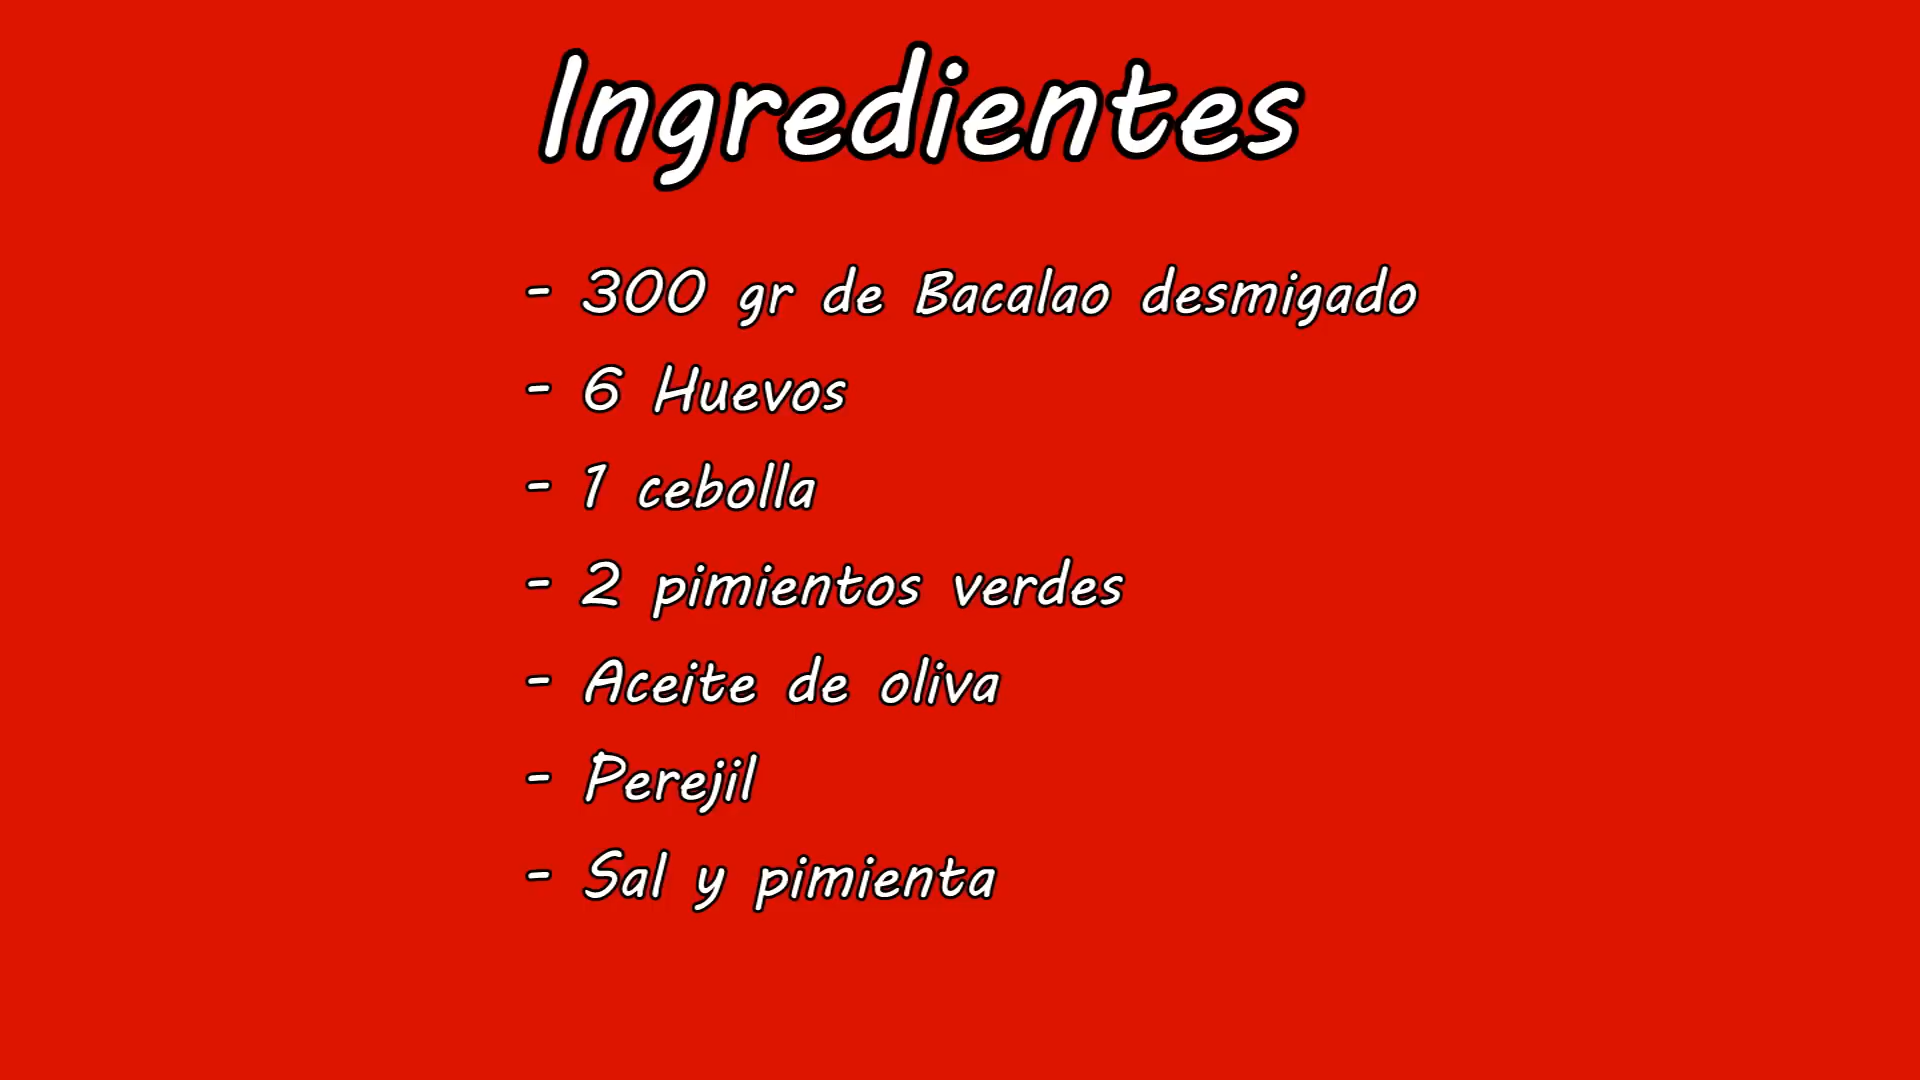 Ingredientes
- 300 gr de Bacalao desmigado
- 6 Huevos
- 1 cebolla
- 2 pimientos verdes
- Aceite de oliva
- Perejil
- Sal y pimienta